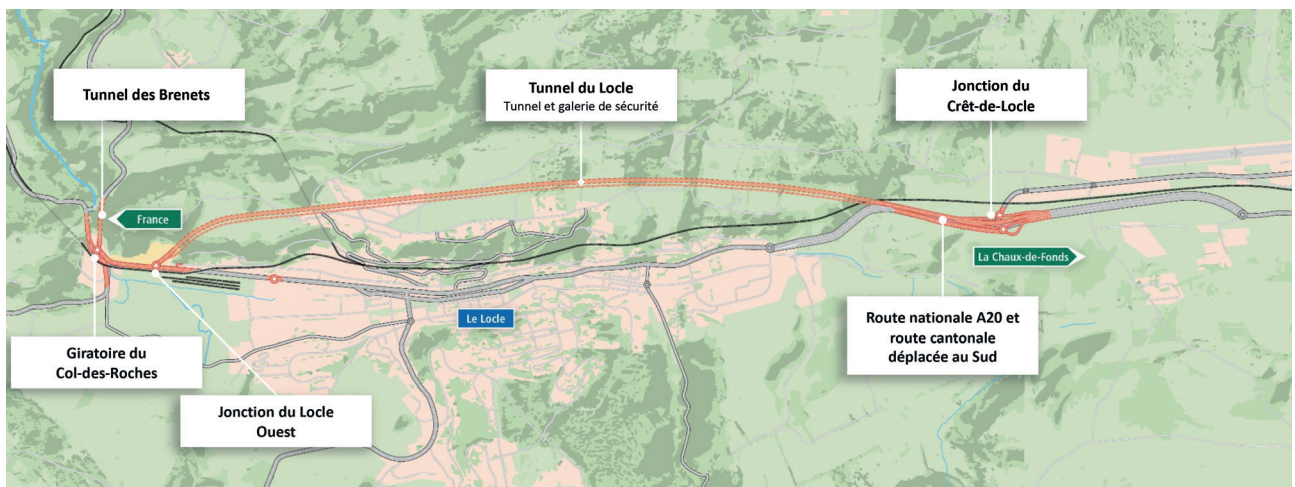 Tunnel des Brenets
Tunnel du Locle
Tunnel et galerie de sécurité
Jonction du
Crêt-de-Locle
France
La Chaux-de-Fonds
Le Locle
Route nationale A20 et
route cantonale
déplacée au Sud
Giratoire du
Col-des-Roches
Jonction du Locle
Ouest